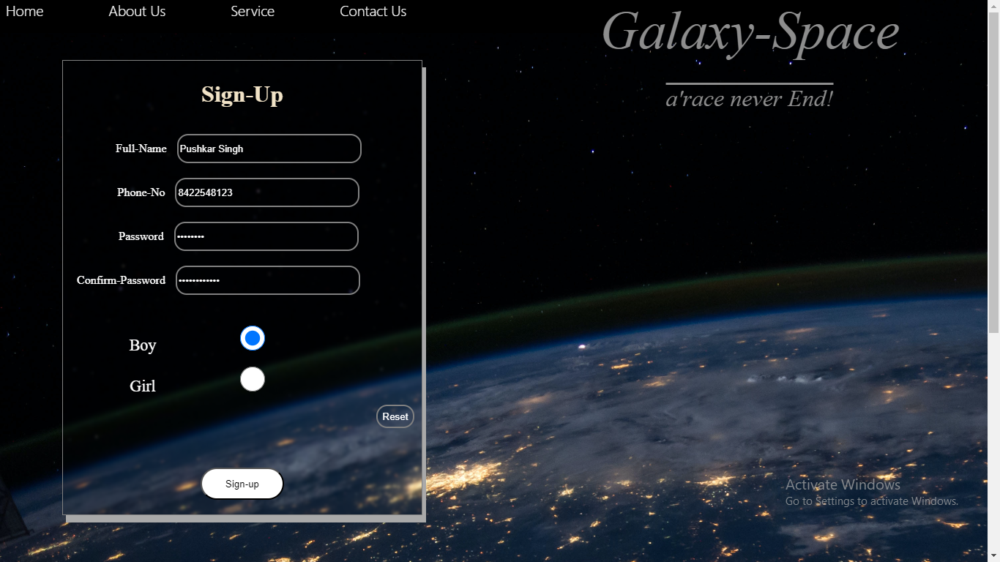 Home About Us Service Contact Us
Galaxy-Space
a'race never End!
Sign-Up
Full-Name Pushkar Singh
Phone-No 8422548123
Password ••••••••
Confirm-Password ••••••••••••
Boy
Girl
Reset
Sign-up
Activate Windows
Go to Settings to activate Windows.